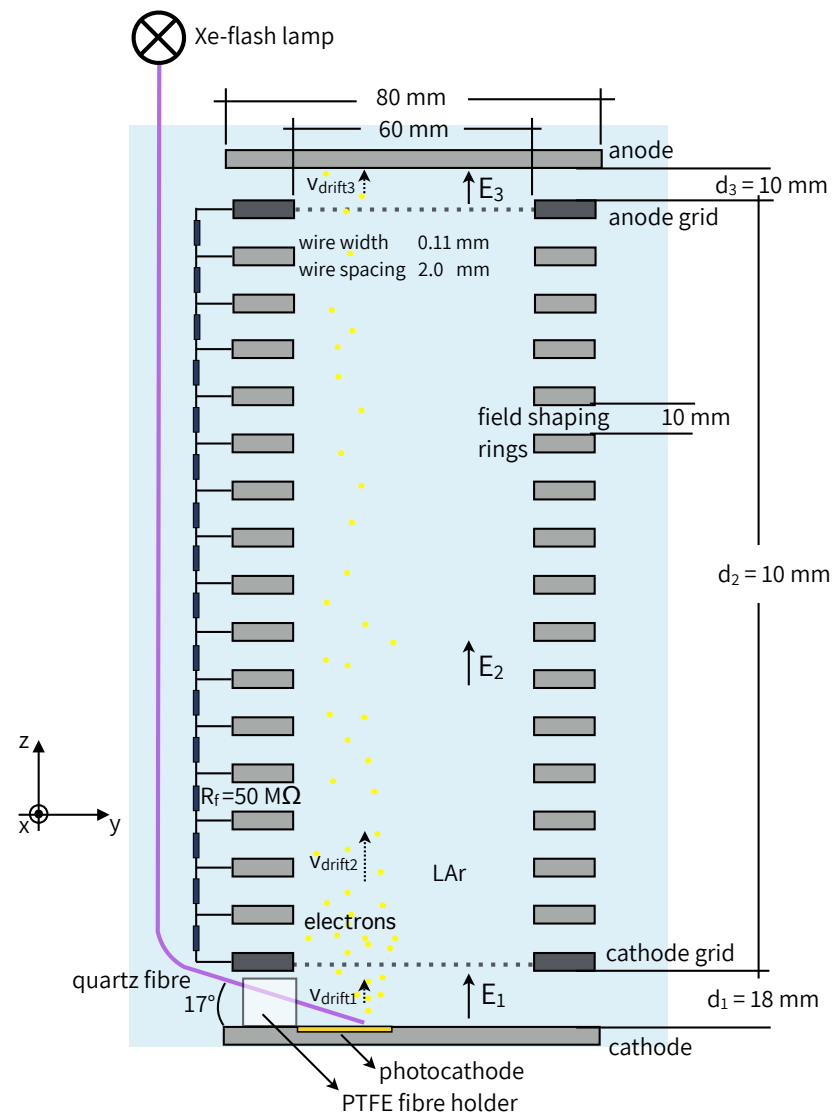 Xe-flash lamp
80 mm
60 mm
anode
vdrift3
E3
d3 = 10 mm
anode grid
wire width 0.11 mm
wire spacing 2.0 mm
field shaping
rings
10 mm
d2 = 10 mm
E2
z
x
y
Rf=50 MΩ
vdrift2
LAr
electrons
cathode grid
quartz fibre
17°
vdrift1
E1
d1 = 18 mm
cathode
photocathode
PTFE fibre holder